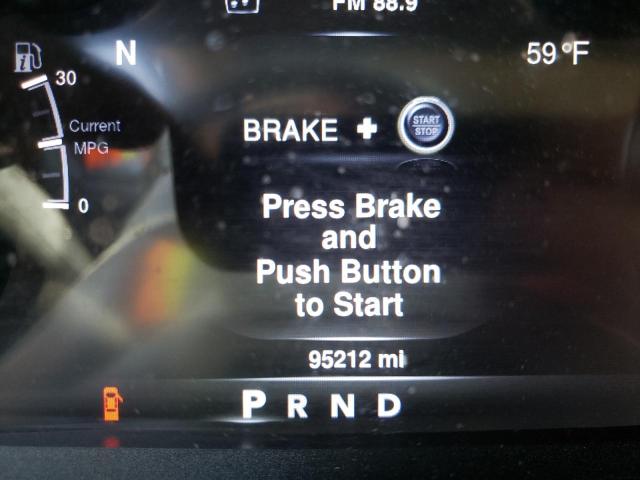 FM 88.9
N
59°F
30
Current
MPG
0
BRAKE + START
STOP
Press Brake
and
Push Button
to Start
95212 mi
P R N D